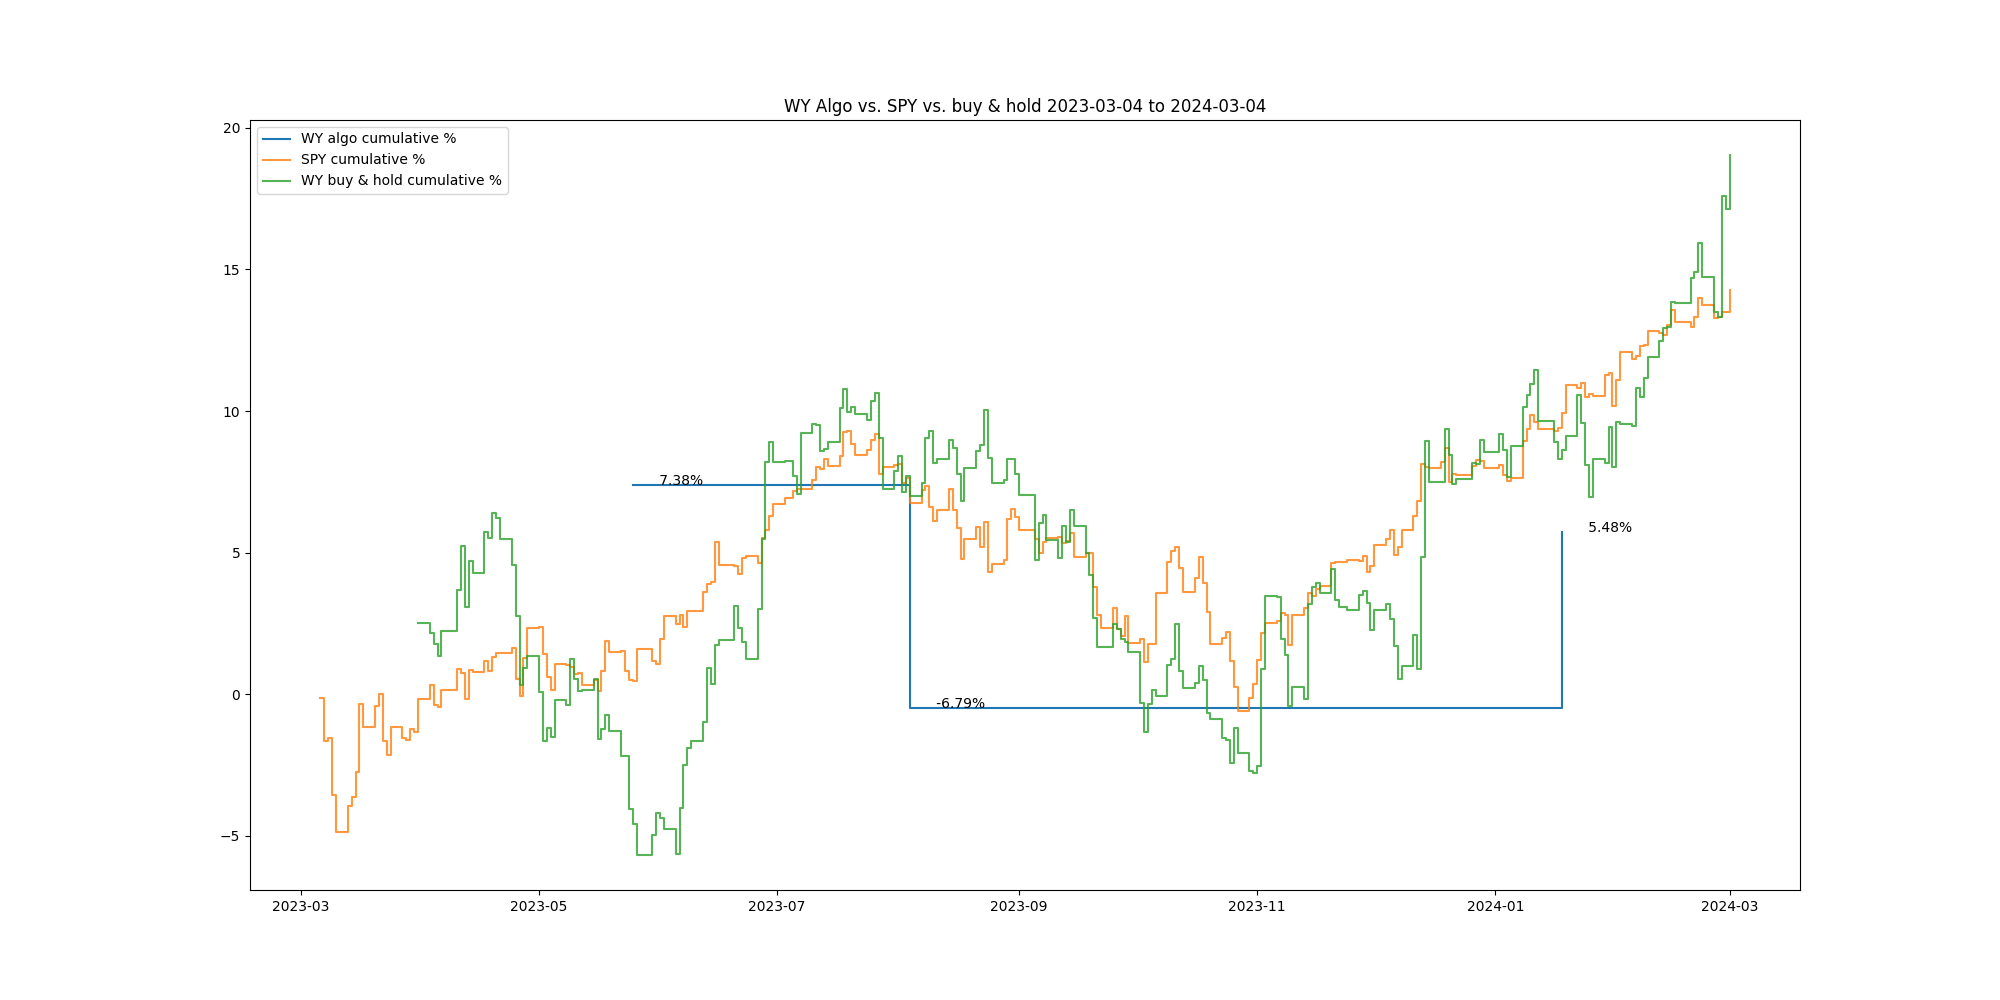 WY Algo vs. SPY vs. buy & hold 2023-03-04 to 2024-03-04
20
WY algo cumulative %
SPY cumulative %
WY buy & hold cumulative %
15
10
7.38%
5.48%
5
0
-6.79%
−5
2023-03 2023-05 2023-07 2023-09 2023-11 2024-01 2024-03